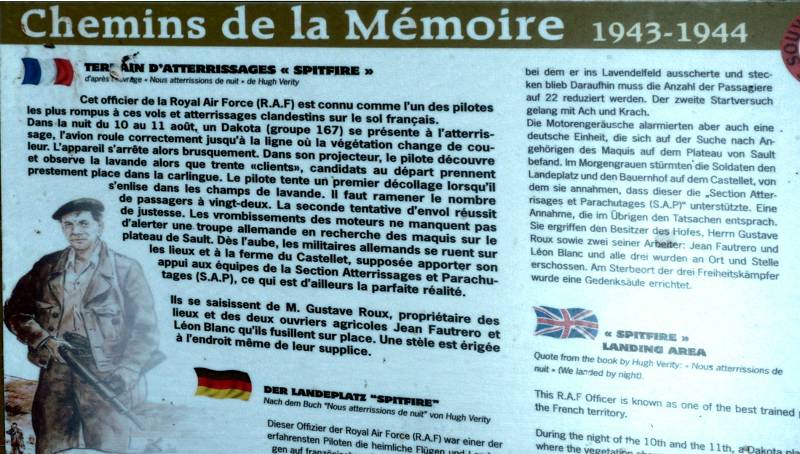 Chemins de la Mémoire 1943-1944
TERRAIN D'ATTERRISSAGES « SPITFIRE »
d'après l'ouvrage « Nous atterrissions de nuit » de Hugh Verity
Cet officier de la Royal Air Force (R.A.F) est connu comme l'un des pilotes
les plus rompus à ces vols et atterrissages clandestins sur le sol français.
Dans la nuit du 10 au 11 août, un Dakota (groupe 167) se présente à l'atterris-
sage, l'avion roule correctement jusqu'à la ligne où la végétation change de cou-
leur. L'appareil s'arrête alors brusquement. Dans son projecteur, le pilote découvre
et observe la lavande alors que trente «clients», candidats au départ prennent
prestement place dans la carlingue. Le pilote tente un premier décollage lorsqu'il
s'enlise dans les champs de lavande. Il faut ramener le nombre
de passagers à vingt-deux. La seconde tentative d'envol réussit
de justesse. Les vrombissements des moteurs ne manquent pas
d'alerter une troupe allemande en recherche des maquis sur le
plateau de Sault. Dès l'aube, les militaires allemands se ruent sur
les lieux et à la ferme du Castellet, supposée apporter son
appui aux équipes de la Section Atterrissages et Parachu-
tages (S.A.P), ce qui est d'ailleurs la parfaite réalité.
Ils se saisissent de M. Gustave Roux, propriétaire des
lieux et des deux ouvriers agricoles Jean Fautrero et
Léon Blanc qu'ils fusillent sur place. Une stèle est érigée
à l'endroit même de leur supplice.
DER LANDEPLATZ "SPITFIRE"
Nach dem Buch "Nous atterrissions de nuit" von Hugh Verity
Dieser Offizier der Royal Air Force (R.A.F) war einer der
erfahrensten Piloten die heimliche Flügen und
gen auf
bei dem er ins Lavendelfeld ausscherte und stec-
ken blieb Daraufhin muss die Anzahl der Passagiere
auf 22 reduziert werden. Der zweite Startversuch
gelang mit Ach und Krach.
Die Motorengeräusche alarmierten aber auch eine
deutsche Einheit, die sich auf der Suche nach An-
gehörigen des Maquis auf dem Plateau von Sault
befand. Im Morgengrauen stürmten die Soldaten den
Landeplatz und den Bauernhof auf dem Castellet, von
dem sie annahmen, dass dieser die „Section Atter-
risages et Parachutages (S.A.P)" unterstützte. Eine
Annahme, die im Übrigen den Tatsachen entsprach.
Sie ergriffen den Besitzer des Hofes, Herrn Gustave
Roux sowie zwei seiner Arbeiter: Jean Fautrero und
Léon Blanc und alle drei wurden an Ort und Stelle
erschossen. Am Sterbeort der drei Freiheitskämpfer
wurde eine Gedenksäule errichtet.
« SPITFIRE »
LANDING AREA
Quote from the book by Hugh Verity: « Nous atterrissions de
nuit » (We landed by night).
This R.A.F Officer is known as one of the best trained
the French territory.
During the night of the 10th and the 11th, a Dakota
where the vegetation